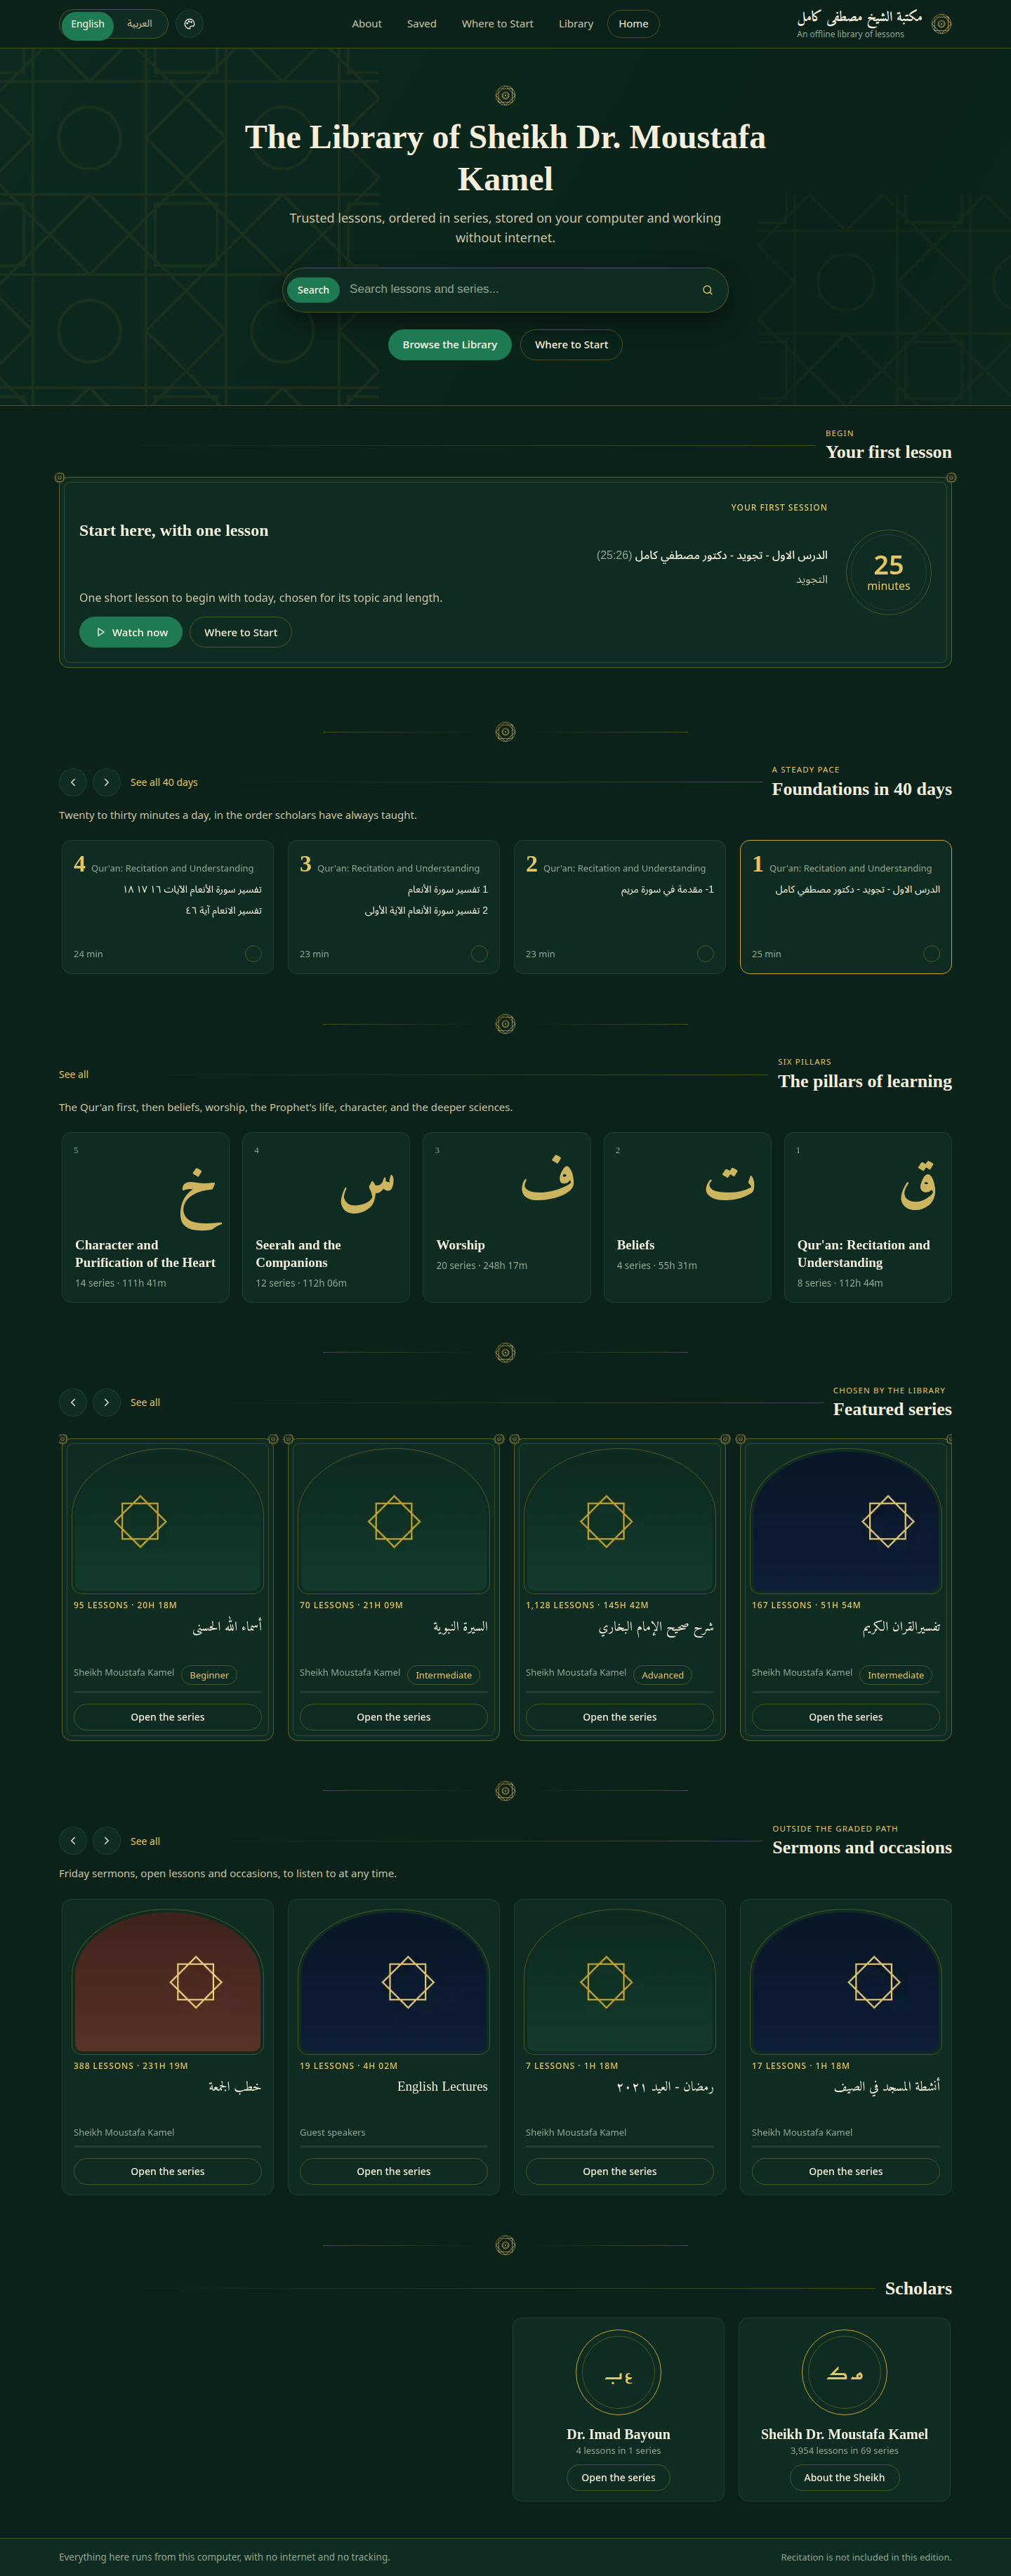 English
العربية
About
Saved
Where to Start
Library
Home
مكتبة الشيخ مصطفى كامل
An offline library of lessons
The Library of Sheikh Dr. Moustafa
Kamel
Trusted lessons, ordered in series, stored on your computer and working
without internet.
Search
Search lessons and series...
Browse the Library
Where to Start
BEGIN
Your first lesson
Start here, with one lesson
One short lesson to begin with today, chosen for its topic and length.
Watch now
Where to Start
YOUR FIRST SESSION
الدرس الاول - تجويد - دكتور مصطفي كامل (25:26)
التجويد
25
minutes
See all 40 days
A STEADY PACE
Foundations in 40 days
Twenty to thirty minutes a day, in the order scholars have always taught.
4 Qur'an: Recitation and Understanding
تفسير سورة الأنعام الآيات ١٦ ١٧ ١٨
تفسير الانعام آية ٤٦
24 min
3 Qur'an: Recitation and Understanding
1 تفسير سورة الأنعام
2 تفسير سورة الأنعام الآية الأولى
23 min
2 Qur'an: Recitation and Understanding
1- مقدمة في سورة مريم
23 min
1 Qur'an: Recitation and Understanding
الدرس الاول - تجويد - دكتور مصطفي كامل
25 min
See all
SIX PILLARS
The pillars of learning
The Qur'an first, then beliefs, worship, the Prophet's life, character, and the deeper sciences.
5
خ
Character and
Purification of the Heart
14 series · 111h 41m
4
س
Seerah and the
Companions
12 series · 112h 06m
3
ف
Worship
20 series · 248h 17m
2
ت
Beliefs
4 series · 55h 31m
1
ق
Qur'an: Recitation and
Understanding
8 series · 112h 44m
See all
CHOSEN BY THE LIBRARY
Featured series
95 LESSONS · 20H 18M
أسماء الله الحسنى
Sheikh Moustafa Kamel
Beginner
Open the series
70 LESSONS · 21H 09M
السيرة النبوية
Sheikh Moustafa Kamel
Intermediate
Open the series
1,128 LESSONS · 145H 42M
شرح صحيح الإمام البخاري
Sheikh Moustafa Kamel
Advanced
Open the series
167 LESSONS · 51H 54M
تفسيرالقران الكريم
Sheikh Moustafa Kamel
Intermediate
Open the series
See all
OUTSIDE THE GRADED PATH
Sermons and occasions
Friday sermons, open lessons and occasions, to listen to at any time.
388 LESSONS · 231H 19M
خطب الجمعة
Sheikh Moustafa Kamel
Open the series
19 LESSONS · 4H 02M
English Lectures
Guest speakers
Open the series
7 LESSONS · 1H 18M
رمضان - العيد ٢٠٢١
Sheikh Moustafa Kamel
Open the series
17 LESSONS · 1H 18M
أنشطة المسجد في الصيف
Sheikh Moustafa Kamel
Open the series
Scholars
عب
Dr. Imad Bayoun
4 lessons in 1 series
Open the series
مك
Sheikh Dr. Moustafa Kamel
3,954 lessons in 69 series
About the Sheikh
Everything here runs from this computer, with no internet and no tracking.
Recitation is not included in this edition.